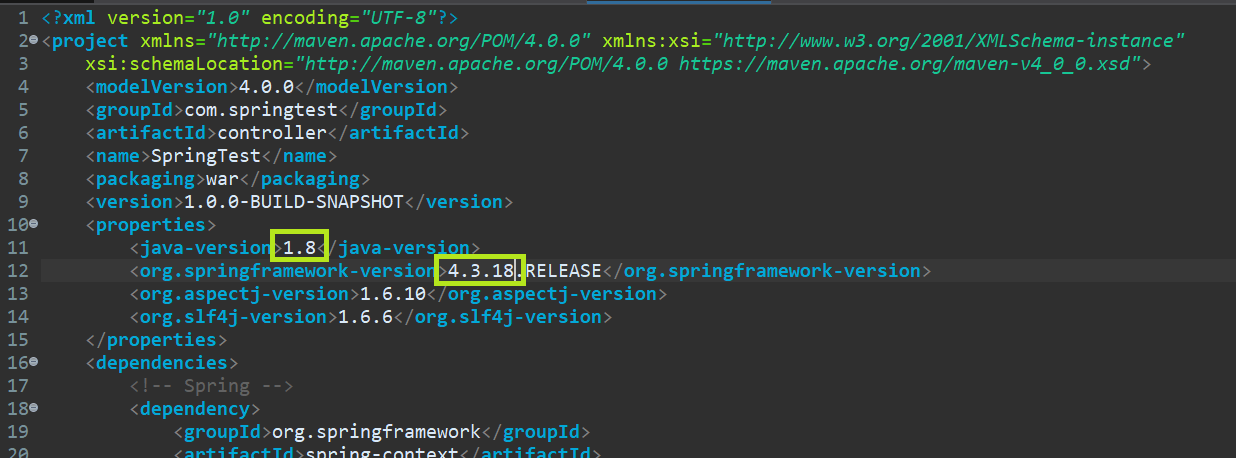 1 <?xml version="1.0" encoding="UTF-8"?>
2 <project xmlns="http://maven.apache.org/POM/4.0.0" xmlns:xsi="http://www.w3.org/2001/XMLSchema-instance"
3 xsi:schemaLocation="http://maven.apache.org/POM/4.0.0 https://maven.apache.org/maven-v4_0_0.xsd">
4 <modelVersion>4.0.0</modelVersion>
5 <groupId>com.springtest</groupId>
6 <artifactId>controller</artifactId>
7 <name>SpringTest</name>
8 <packaging>war</packaging>
9 <version>1.0.0-BUILD-SNAPSHOT</version>
10 <properties>
11 <java-version>1.8</java-version>
12 <org.springframework-version>4.3.18.RELEASE</org.springframework-version>
13 <org.aspectj-version>1.6.10</org.aspectj-version>
14 <org.slf4j-version>1.6.6</org.slf4j-version>
15 </properties>
16 <dependencies>
17 <!-- Spring -->
18 <dependency>
19 <groupId>org.springframework</groupId>
20 <artifactId>spring-context</artifactId>